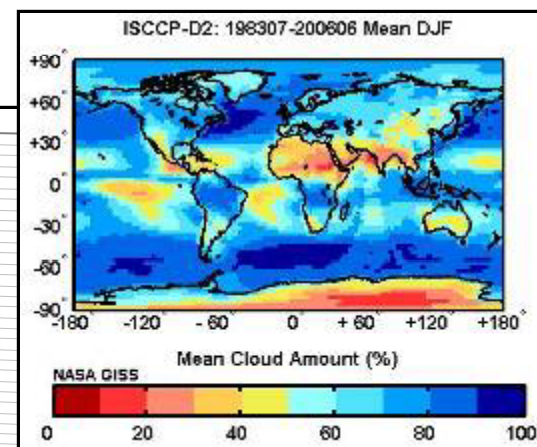 ISCCP-D2: 198307-200606 Mean DJF
+90°
+60°
+30°
0°
-30°
-60°
-90°
-180° -120° -60° 0° +60° +120° +180°
Mean Cloud Amount (%)
NASA GISS
0 20 40 60 80 100